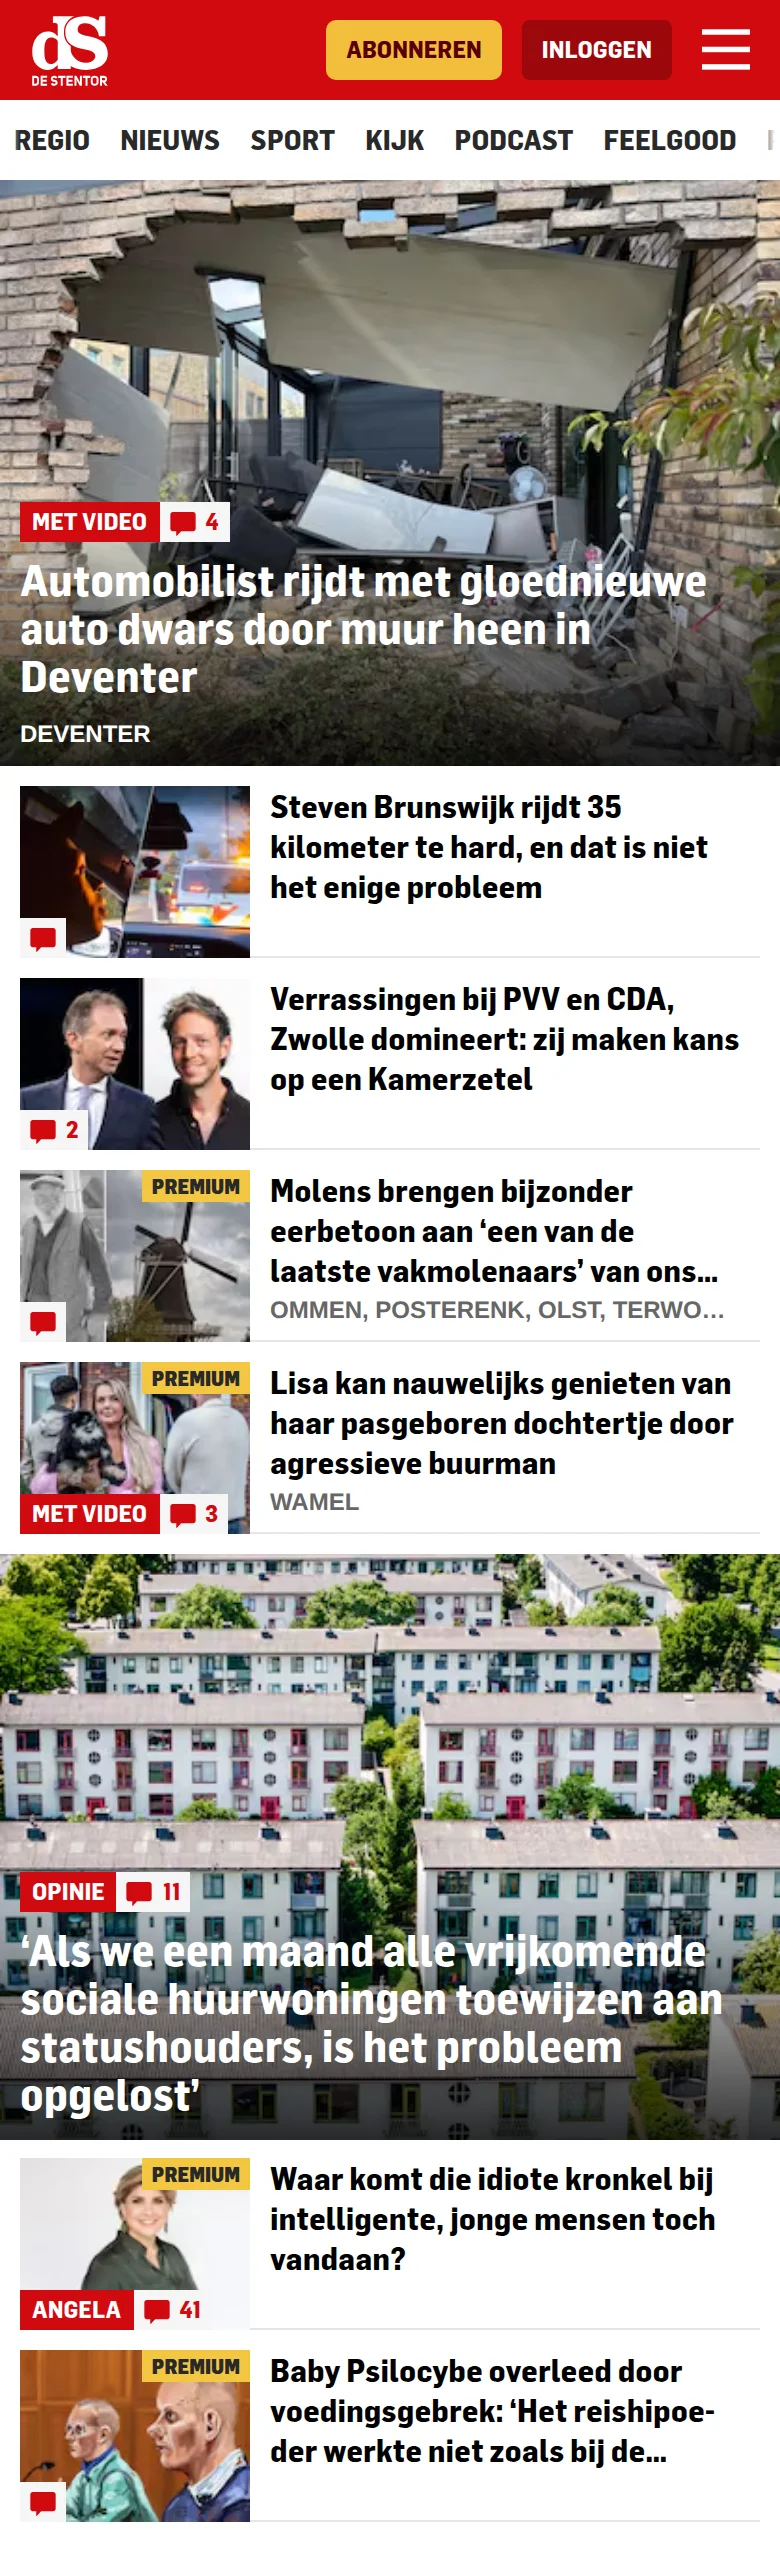 dS
DE STENTOR
ABONNEREN
INLOGGEN
REGIO NIEUWS SPORT KIJK PODCAST FEELGOOD
MET VIDEO 4
Automobilist rijdt met gloednieuwe
auto dwars door muur heen in
Deventer
DEVENTER
Steven Brunswijk rijdt 35
kilometer te hard, en dat is niet
het enige probleem
Verrassingen bij PVV en CDA,
Zwolle domineert: zij maken kans
op een Kamerzetel
2
PREMIUM
Molens brengen bijzonder
eerbetoon aan ‘een van de
laatste vakmolenaars’ van ons...
OMMEN, POSTERENK, OLST, TERWO...
PREMIUM
Lisa kan nauwelijks genieten van
haar pasgeboren dochtertje door
agressieve buurman
WAMEL
MET VIDEO 3
OPINIE 11
‘Als we een maand alle vrijkomende
sociale huurwoningen toewijzen aan
statushouders, is het probleem
opgelost’
PREMIUM
Waar komt die idiote kronkel bij
intelligente, jonge mensen toch
vandaan?
ANGELA 41
PREMIUM
Baby Psilocybe overleed door
voedingsgebrek: ‘Het reishipoe-
der werkte niet zoals bij de...